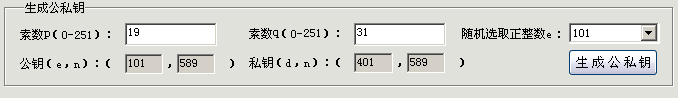 生成公私钥
素数P(0-251): 19 素数q(0-251): 31 随机选取正整数e: 101
公钥(e,n):( 101 , 589 ) 私钥(d,n):( 401 , 589 ) 生成公私钥